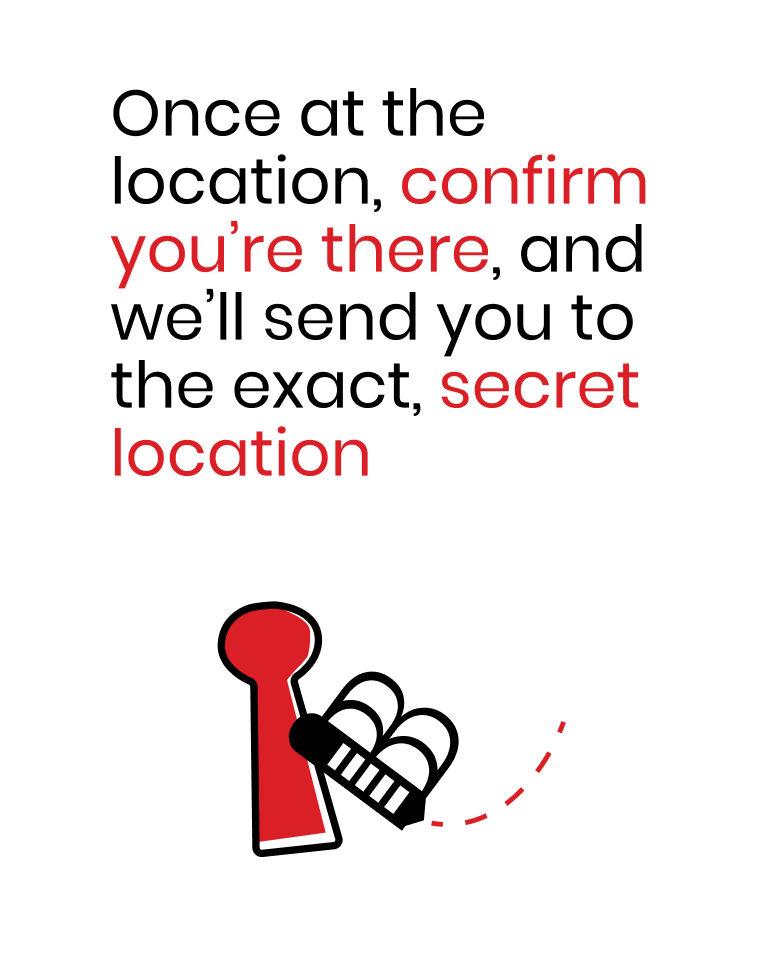 Once at the
location, confirm
you’re there, and
we’ll send you to
the exact, secret
location